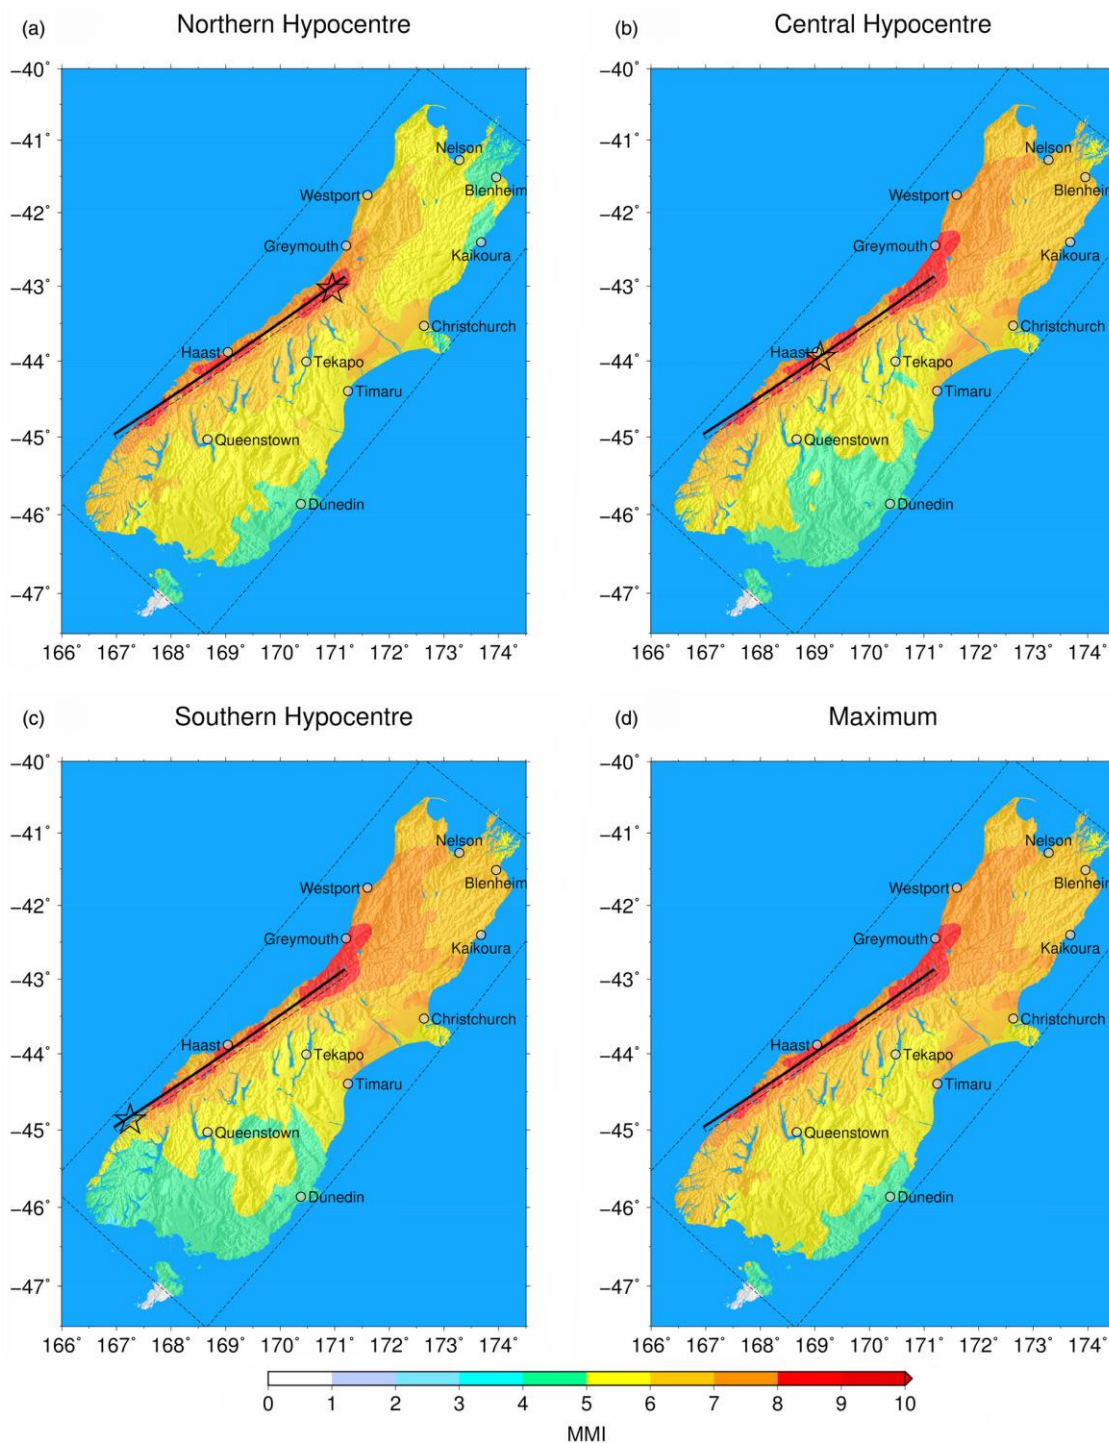 (a) Northern Hypocentre
(b) Central Hypocentre
−40˚
−41˚
−42˚
−43˚
−44˚
−45˚
−46˚
−47˚
166˚ 167˚ 168˚ 169˚ 170˚ 171˚ 172˚ 173˚ 174˚
Nelson
Blenheim
Westport
Kaikoura
Greymouth
Christchurch
Haast
Tekapo
Timaru
Queenstown
Dunedin
−40˚
−41˚
−42˚
−43˚
−44˚
−45˚
−46˚
−47˚
166˚ 167˚ 168˚ 169˚ 170˚ 171˚ 172˚ 173˚ 174˚
Nelson
Blenheim
Westport
Kaikoura
Greymouth
Christchurch
Haast
Tekapo
Timaru
Queenstown
Dunedin
(c) Southern Hypocentre
(d) Maximum
−40˚
−41˚
−42˚
−43˚
−44˚
−45˚
−46˚
−47˚
166˚ 167˚ 168˚ 169˚ 170˚ 171˚ 172˚ 173˚ 174˚
Nelson
Blenheim
Westport
Kaikoura
Greymouth
Christchurch
Haast
Tekapo
Timaru
Queenstown
Dunedin
−40˚
−41˚
−42˚
−43˚
−44˚
−45˚
−46˚
−47˚
166˚ 167˚ 168˚ 169˚ 170˚ 171˚ 172˚ 173˚ 174˚
Nelson
Blenheim
Westport
Kaikoura
Greymouth
Christchurch
Haast
Tekapo
Timaru
Queenstown
Dunedin
0 1 2 3 4 5 6 7 8 9 10
MMI